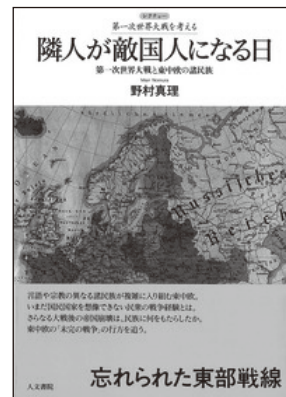 レクチャー
第一次世界大戦を考える
隣人が敵国人になる日
第一次世界大戦と東中欧の諸民族
野村真理
Mari Nomura
Russisches
Reich
言語や宗教の異なる諸民族が複雑に入り組む東中欧。
いまだ国民国家を想像できない民衆の戦争経験とは。
さらなる大戦後の帝国崩壊は、民族に何をもたらしたか。
東中欧の「未完の戦争」の行方を追う。
忘れられた東部戦線
人文書院